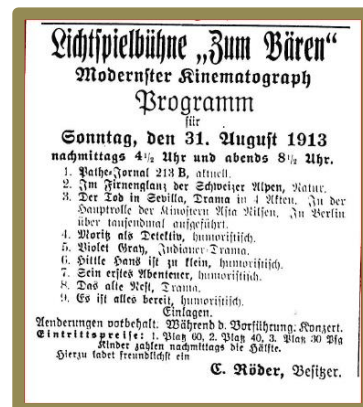 Lichtspielbühne „Zum Bären“
Modernster Kinematograph
Programm
für
Sonntag, den 31. August 1913
nachmittags 4½ Uhr und abends 8½ Uhr.
1. Pathe-Jornal 213 B, aktuell.
2. Im Firnenglanz der Schweizer Alpen, Natur.
3. Der Tod in Sevilla, Drama in 4 Akten. In der
Hauptrolle der Kinostern Asta Nilsen. In Berlin
über tausendmal aufgeführt.
4. Moritz als Detektiv, humoristisch.
5. Violet Gray, Indianer-Drama.
6. Hittle Hans ist zu klein, humoristisch.
7. Sein erstes Abenteuer, humoristisch.
8. Das alte Nest, Drama.
9. Es ist alles bereit, humoristisch.
Einlagen.
Aenderungen vorbehalt. Während d. Vorführung: Konzert.
Eintrittspreise: 1. Platz 60, 2. Platz 40, 3. Platz 30 Pfg
Kinder zahlen nachmittags die Hälfte.
Hierzu ladet freundlichst ein
C. Röder, Besitzer.